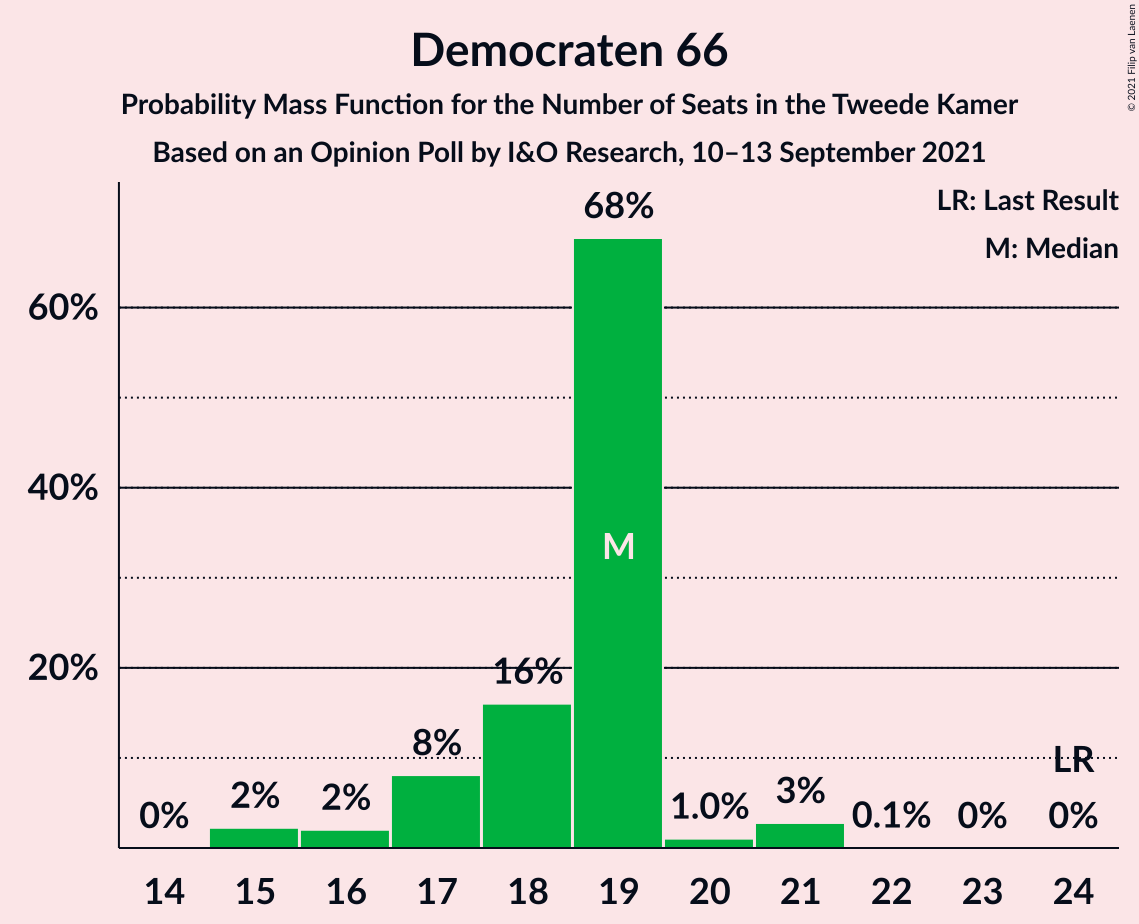 Democraten 66
Probability Mass Function for the Number of Seats in the Tweede Kamer
Based on an Opinion Poll by I&O Research, 10–13 September 2021
© 2021 Filip van Laenen
LR: Last Result
M: Median
60%
40%
20%
0%
2%
2%
8%
16%
68%
M
1.0%
3%
0.1%
0%
LR
0%
14 15 16 17 18 19 20 21 22 23 24